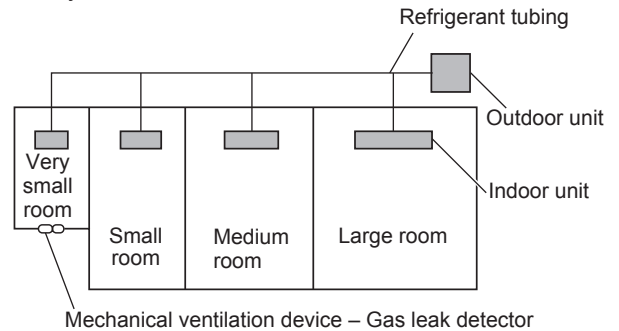 Refrigerant tubing
Outdoor unit
Indoor unit
Very
small
room
Small
room
Medium
room
Large room
Mechanical ventilation device – Gas leak detector